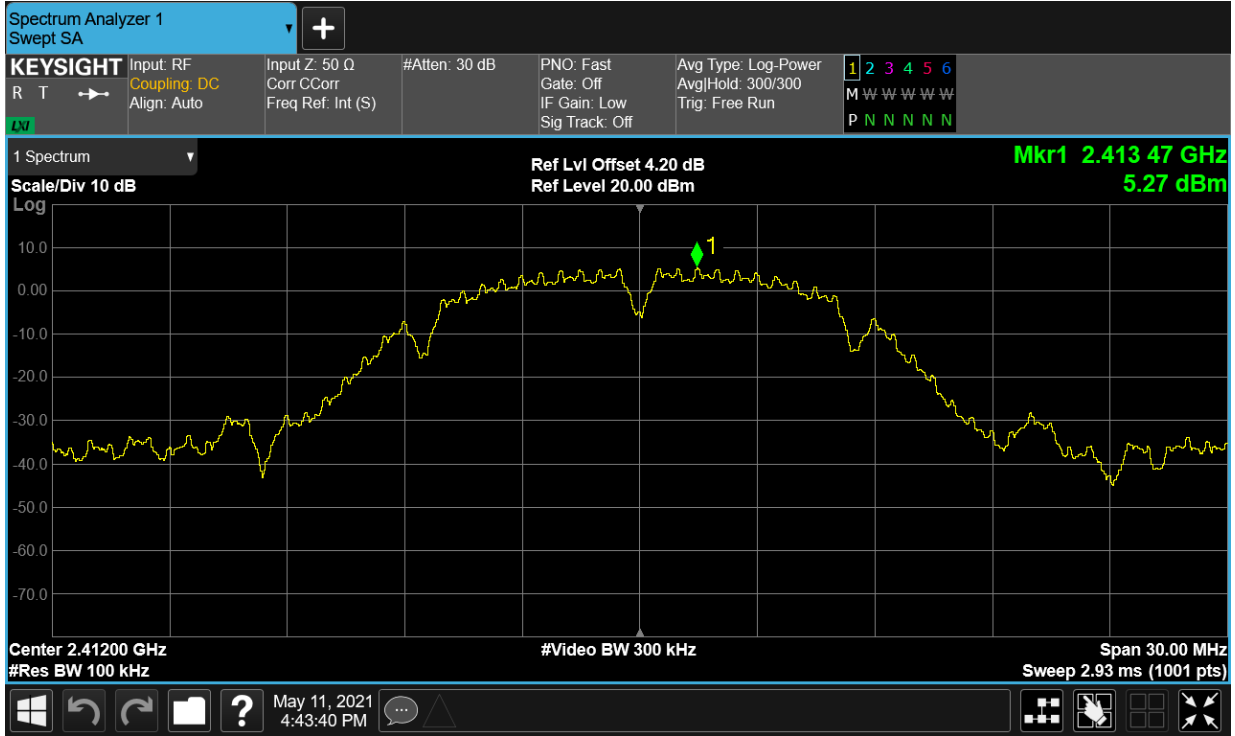 Spectrum Analyzer 1
Swept SA
KEYSIGHT
R T
LXI
Input: RF
Coupling: DC
Align: Auto
Input Z: 50 Ω
Corr CCorr
Freq Ref: Int (S)
#Atten: 30 dB
PNO: Fast
Gate: Off
IF Gain: Low
Sig Track: Off
Avg Type: Log-Power
Avg|Hold: 300/300
Trig: Free Run
1 2 3 4 5 6
M W W W W W
P N N N N N
1 Spectrum
Scale/Div 10 dB
Log
Ref Lvl Offset 4.20 dB
Ref Level 20.00 dBm
Mkr1 2.413 47 GHz
5.27 dBm
1
10.0
0.00
-10.0
-20.0
-30.0
-40.0
-50.0
-60.0
-70.0
Center 2.41200 GHz
#Res BW 100 kHz
#Video BW 300 kHz
Span 30.00 MHz
Sweep 2.93 ms (1001 pts)
?
May 11, 2021
4:43:40 PM